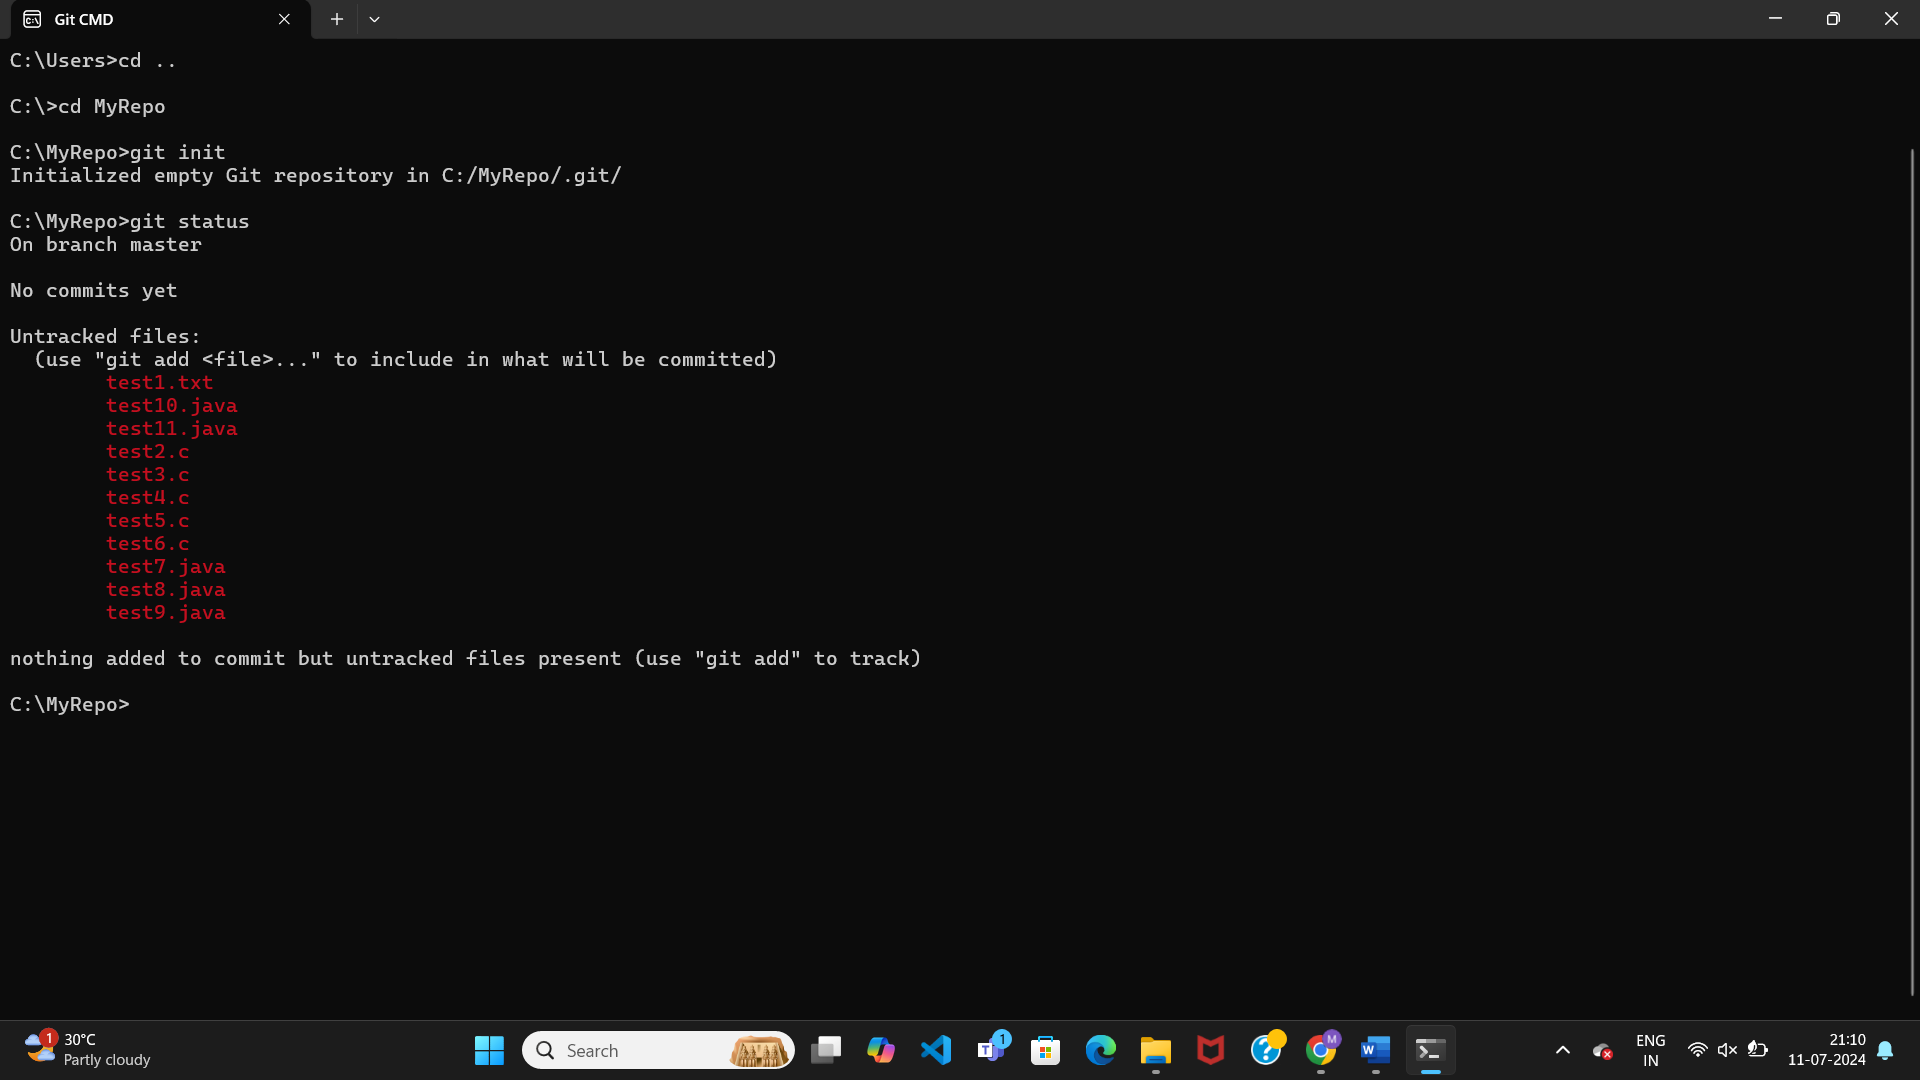 Git CMD
C:\Users>cd ..
C:\>cd MyRepo
C:\MyRepo>git init
Initialized empty Git repository in C:/MyRepo/.git/
C:\MyRepo>git status
On branch master
No commits yet
Untracked files:
  (use "git add <file>..." to include in what will be committed)
        test1.txt
        test10.java
        test11.java
        test2.c
        test3.c
        test4.c
        test5.c
        test6.c
        test7.java
        test8.java
        test9.java
nothing added to commit but untracked files present (use "git add" to track)
C:\MyRepo>
1
30°C
Partly cloudy
Search
T
1
?
M
W
ENG
IN
21:10
11-07-2024